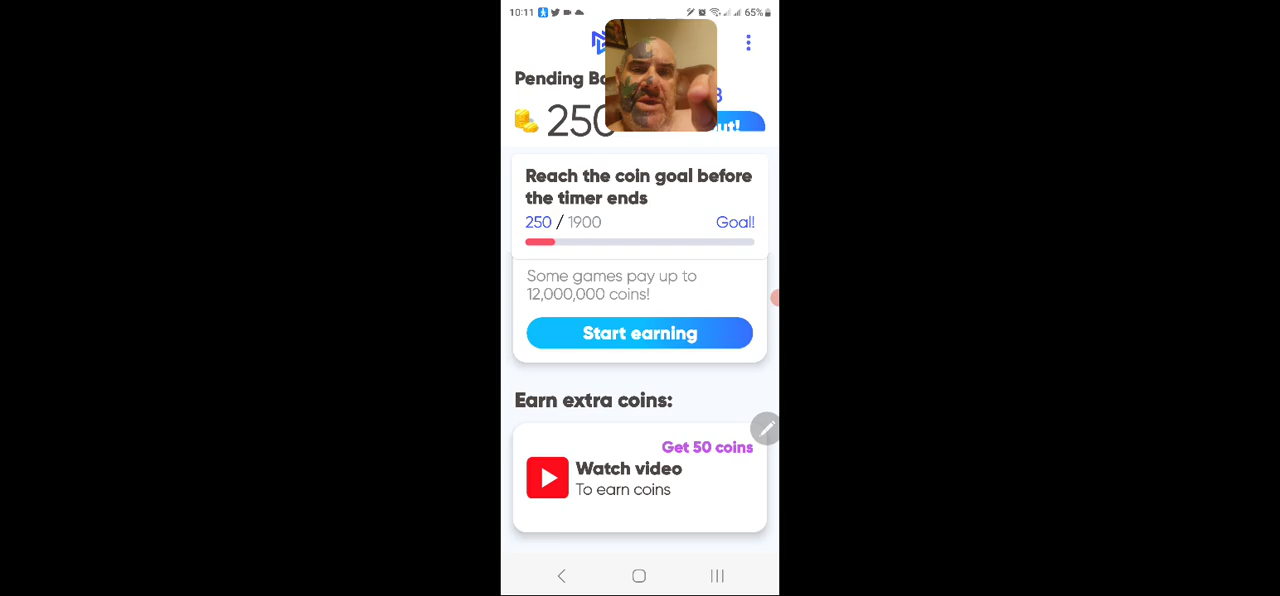 10:11 65%
Pending
250
Reach the coin goal before
the timer ends
250 / 1900 Goal!
Some games pay up to
12,000,000 coins!
Start earning
Earn extra coins:
Get 50 coins
Watch video
To earn coins